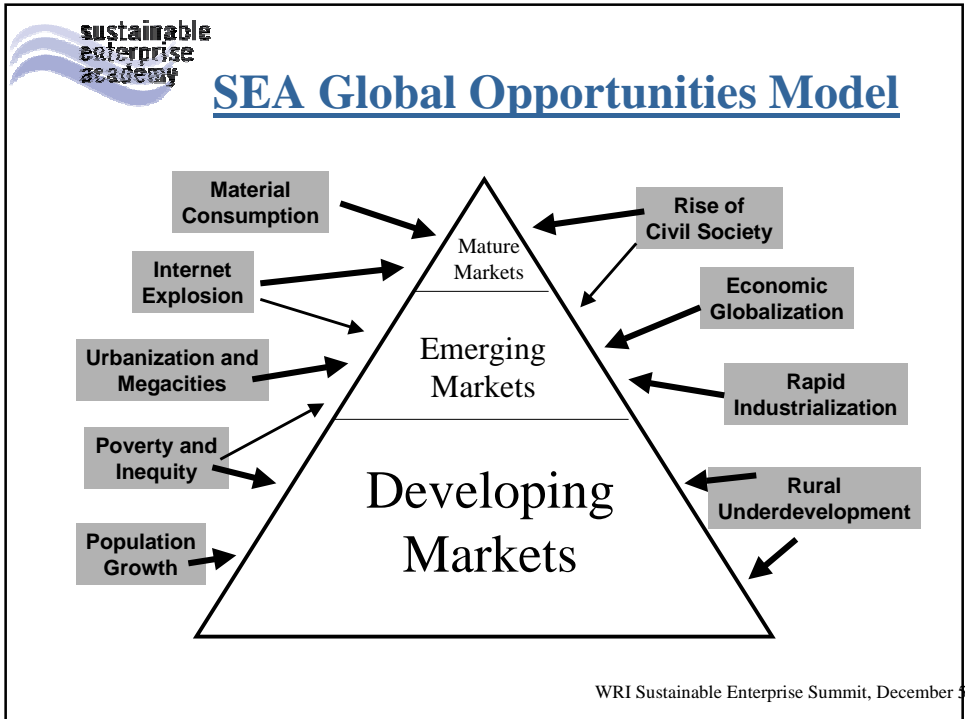 sustainable
enterprise
academy
SEA Global Opportunities Model
Material
Consumption
Rise of
Civil Society
Mature
Markets
Internet
Explosion
Economic
Globalization
Emerging
Markets
Urbanization and
Megacities
Rapid
Industrialization
Poverty and
Inequity
Developing
Markets
Rural
Underdevelopment
Population
Growth
WRI Sustainable Enterprise Summit, December 5